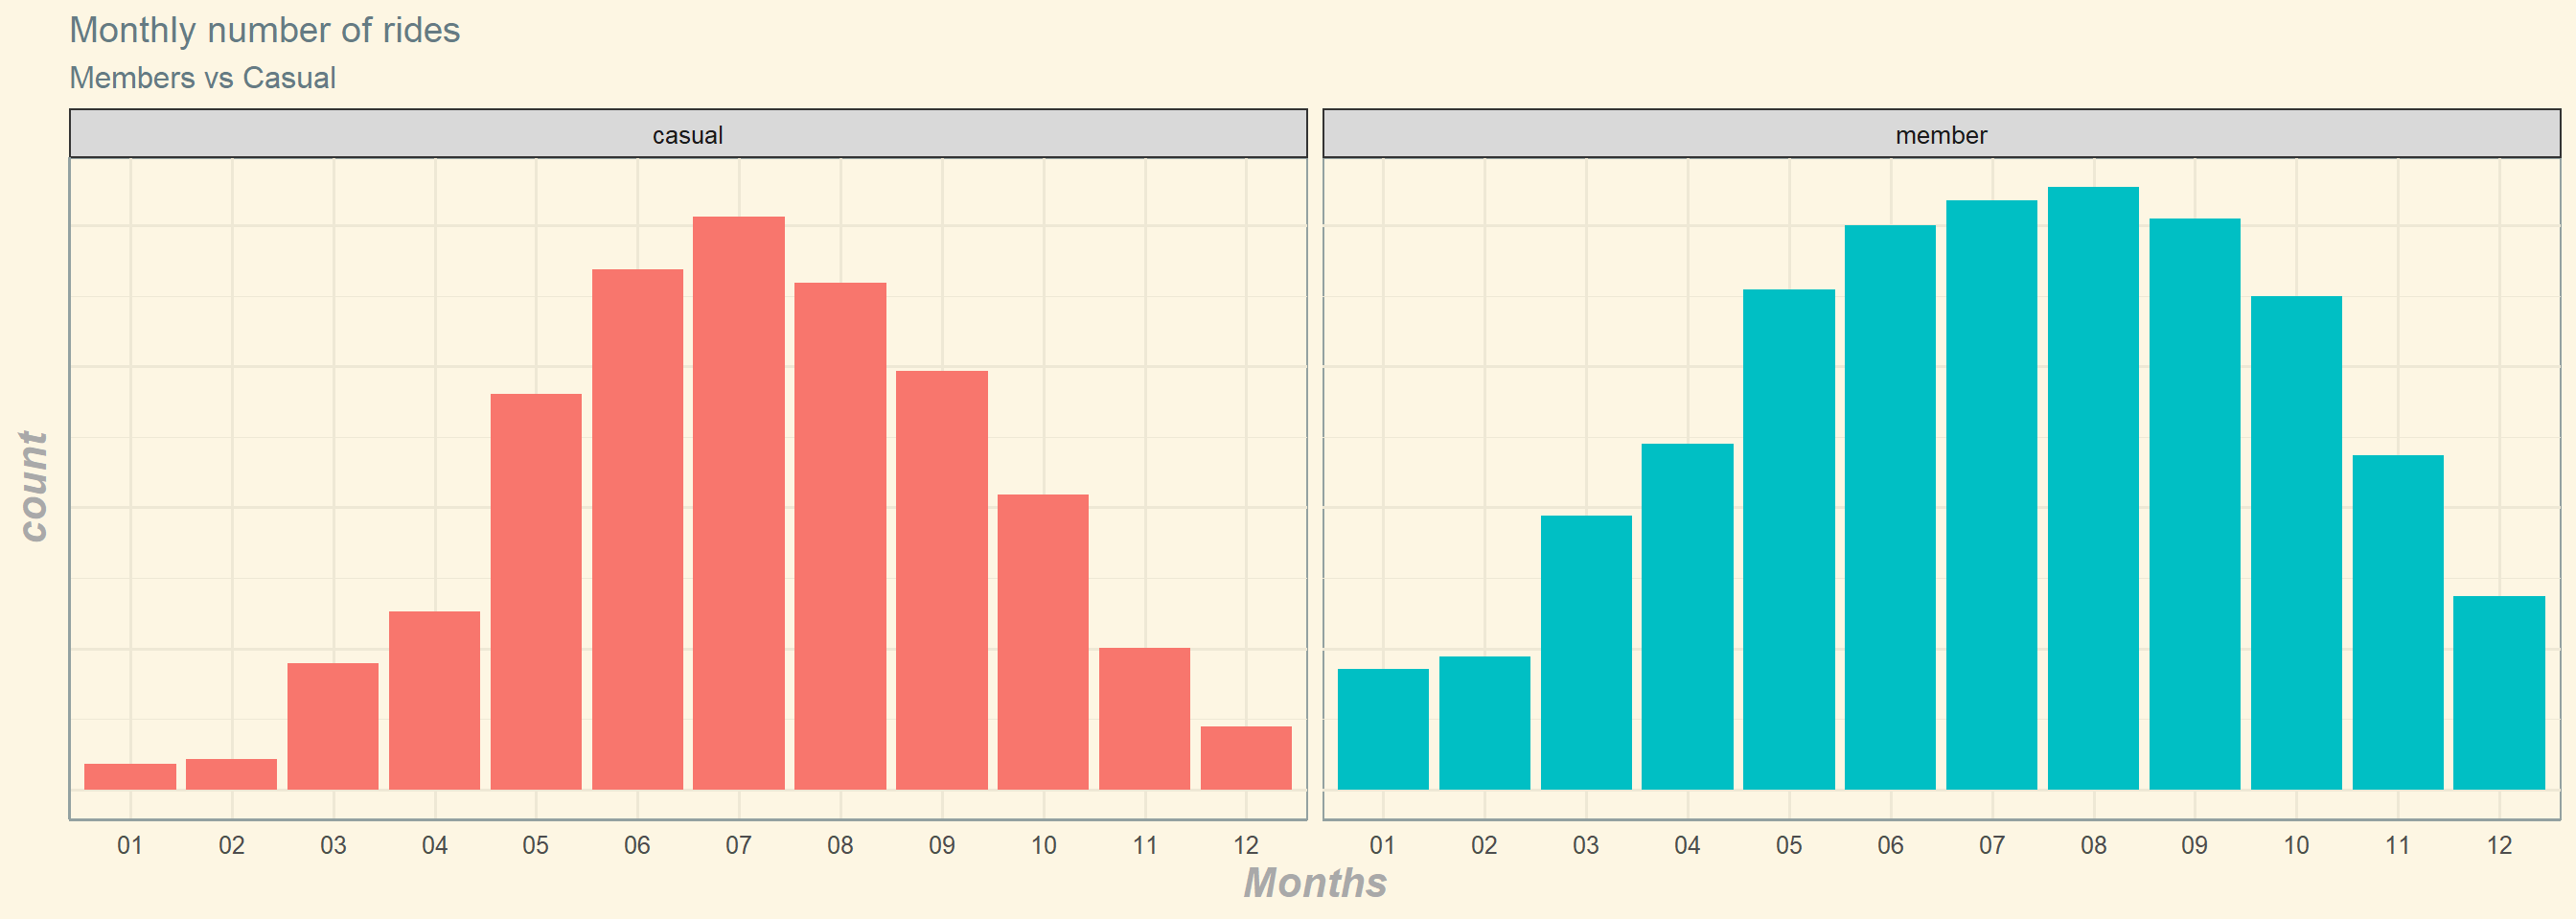 Monthly number of rides
Members vs Casual
casual
member
count
01 02 03 04 05 06 07 08 09 10 11 12
01 02 03 04 05 06 07 08 09 10 11 12
Months